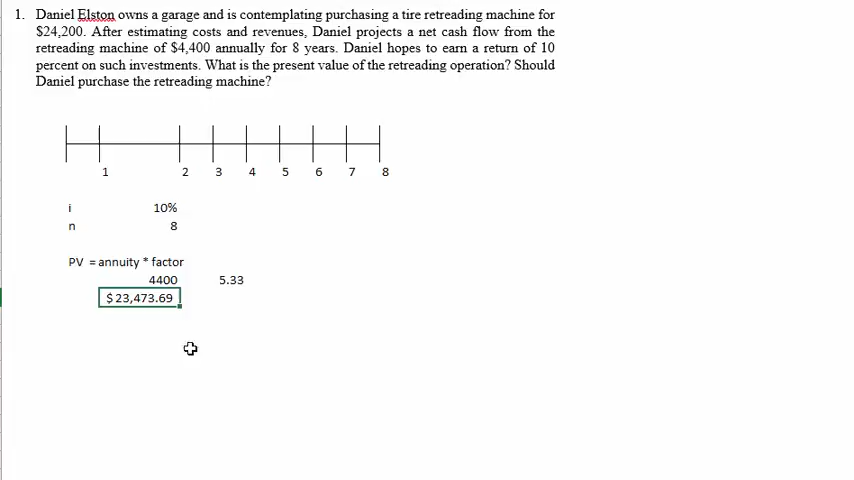 1. Daniel Elston owns a garage and is contemplating purchasing a tire retreading machine for
$24,200. After estimating costs and revenues, Daniel projects a net cash flow from the
retreading machine of $4,400 annually for 8 years. Daniel hopes to earn a return of 10
percent on such investments. What is the present value of the retreading operation? Should
Daniel purchase the retreading machine?
1 2 3 4 5 6 7 8
i 10%
n 8
PV = annuity * factor
4400 5.33
$ 23,473.69